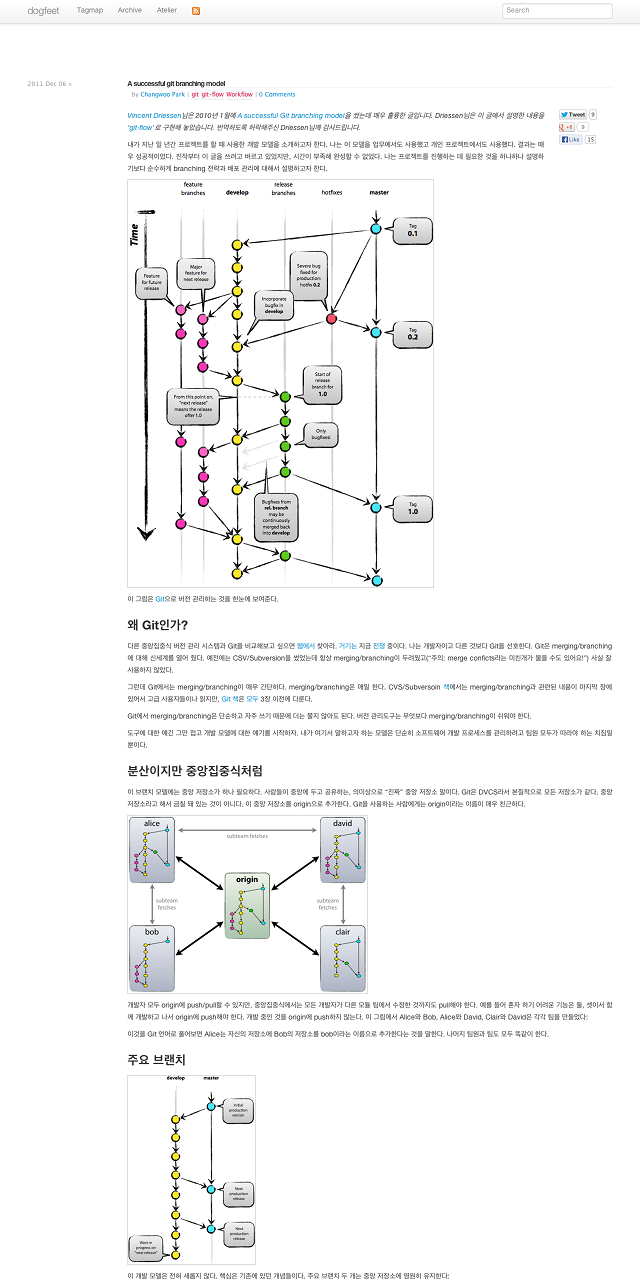 dogfeet Tagmap Archive Atelier Search
2011 Dec 06 »
A successful git branching model
by Changwoo Park | git git-flow Workflow | 0 Comments
Tweet 9
+1 9
Like 15
Vincent Driessen님은 2010년 1월에 A successful Git branching model을 썼는데 매우 훌륭한 글입니다. Driessen님은 이 글에서 설명한 내용을
'git-flow'로 구현해 놓았습니다. 번역하도록 허락해주신 Driessen님께 감사드립니다.
내가 지난 일 년간 프로젝트를 할 때 사용한 개발 모델을 소개하고자 한다. 나는 이 모델을 업무에서도 사용했고 개인 프로젝트에서도 사용했다. 결과는 매
우 성공적이었다. 진작부터 이 글을 쓰려고 벼르고 있었지만, 시간이 부족해 완성할 수 없었다. 나는 프로젝트를 진행하는 데 필요한 것을 하나하나 설명하
기보다 순수하게 branching 전략과 배포 관리에 대해서 설명하고자 한다.
feature
branches
develop
release
branches
hotfixes
master
Time
Tag
0.1
Feature
for future
release
Major
feature for
next release
Severe bug
fixed for
production:
hotfix 0.2
Incorporate
bugfix in
develop
Tag
0.2
Start of
release
branch for
1.0
From this point on,
"next release"
means the release
after 1.0
Only
bugfixes!
Bugfixes from
rel. branch
may be
continuously
merged back
into develop
Tag
1.0
이 그림은 Git으로 버전 관리하는 것을 한눈에 보여준다.
왜 Git인가?
다른 중앙집중식 버전 관리 시스템과 Git을 비교해보고 싶으면 웹에서 찾아라. 거기는 지금 전쟁 중이다. 나는 개발자이고 다른 것보다 Git을 선호한다. Git은 merging/branching
에 대해 신세계를 열어 줬다. 예전에는 CSV/Subversion을 썼었는데 항상 merging/branching이 두려웠고("주의: merge conficts라는 미친개가 물을 수도 있어요!") 사실 잘
사용하지 않았다.
그런데 Git에서는 merging/branching이 매우 간단하다. merging/branching은 매일 한다. CVS/Subversoin 책에서는 merging/branching과 관련된 내용이 마지막 장에
있어서 고급 사용자들이나 읽지만, Git 책은 모두 3장 이전에 다룬다.
Git에서 merging/branching은 단순하고 자주 쓰기 때문에 더는 쫄지 않아도 된다. 버전 관리도구는 무엇보다 merging/branching이 쉬워야 한다.
도구에 대한 얘긴 그만 접고 개발 모델에 대한 얘기를 시작하자. 내가 여기서 말하고자 하는 모델은 단순히 소프트웨어 개발 프로세스를 관리하려고 팀원 모두가 따라야 하는 치침일
뿐이다.
분산이지만 중앙집중식처럼
이 브랜치 모델에는 중앙 저장소가 하나 필요하다. 사람들이 중앙에 두고 공유하는, 의미상으로 "진짜" 중앙 저장소 말이다. Git은 DVCS라서 본질적으로 모든 저장소가 같다. 중앙
저장소라고 해서 금칠 돼 있는 것이 아니다. 이 중앙 저장소를 origin으로 추가한다. Git을 사용하는 사람에게는 origin이라는 이름이 매우 친근하다.
alice
david
subteam fetches
origin
subteam
fetches
subteam
fetches
bob
clair
개발자 모두 origin에 push/pull할 수 있지만, 중앙집중식에서는 모든 개발자가 다른 모듈 팀에서 수정한 것까지도 pull해야 한다. 예를 들어 혼자 하기 어려운 기능은 둘, 셋이서 함
께 개발하고 나서 origin에 push해야 한다. 개발 중인 것을 origin에 push하지 않는다. 이 그림에서 Alice와 Bob, Alice와 David, Clair와 David은 각각 팀을 만들었다:
이것을 Git 언어로 풀어보면 Alice는 자신의 저장소에 Bob의 저장소를 bob이라는 이름으로 추가한다는 것을 말한다. 나머지 팀원과 팀도 모두 똑같이 한다.
주요 브랜치
develop
master
Initial
production
version
Next
production
release
Next
production
release
Work in
progress on
"next release"
이 개발 모델은 전혀 새롭지 않다. 핵심은 기존에 있던 개념들이다. 주요 브랜치 두 개는 중앙 저장소에 영원히 유지한다: